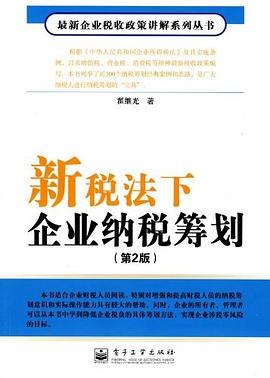 最新企业税收政策讲解系列丛书
根据《中华人民共和国企业所得税法》及其实施条
例，以及增值税、营业税、消费税等税种最新税收政策编
写，本书列举了近300个纳税筹划经典案例和思路，是广
大纳税人进行纳税筹划的“宝典”。
翟继光 著
新税法下
企业纳税筹划
（第2版）
本书适合企业财税人员阅读，特别对增强和提高财税人员的纳税筹
划意识和实际操作能力具有较大的帮助。同时，企业的所有者、管理者
可以从本书中学到降低企业税负的具体筹划方法，实现企业涉税零风险
的目标。
电子工业出版社